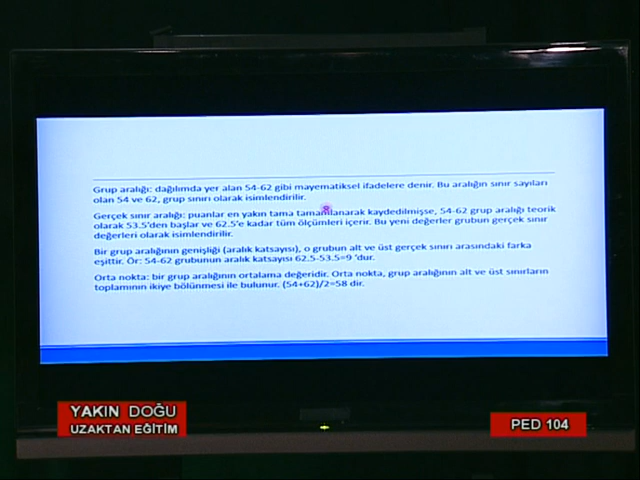 Grup aralığı: dağılımda yer alan 54-62 gibi mayematiksel ifadelere denir. Bu aralığın sınır sayıları
olan 54 ve 62, grup sınırı olarak isimlendirilir.
Gerçek sınır aralığı: puanlar en yakın tama tamamlanarak kaydedilmişse, 54-62 grup aralığı teorik
olarak 53.5'den başlar ve 62.5'e kadar tüm ölçümleri içerir. Bu yeni değerler grubun gerçek sınır
değerleri olarak isimlendirilir.
Bir grup aralığının genişliği (aralık katsayısı), o grubun alt ve üst gerçek sınırı arasındaki farka
eşittir. Ör: 54-62 grubunun aralık katsayısı 62.5-53.5=9 'dur.
Orta nokta: bir grup aralığının ortalama değeridir. Orta nokta, grup aralığının alt ve üst sınırların
toplamının ikiye bölünmesi ile bulunur. (54+62)/2=58 dir.
YAKIN DOĞU
UZAKTAN EĞİTİM
PED 104